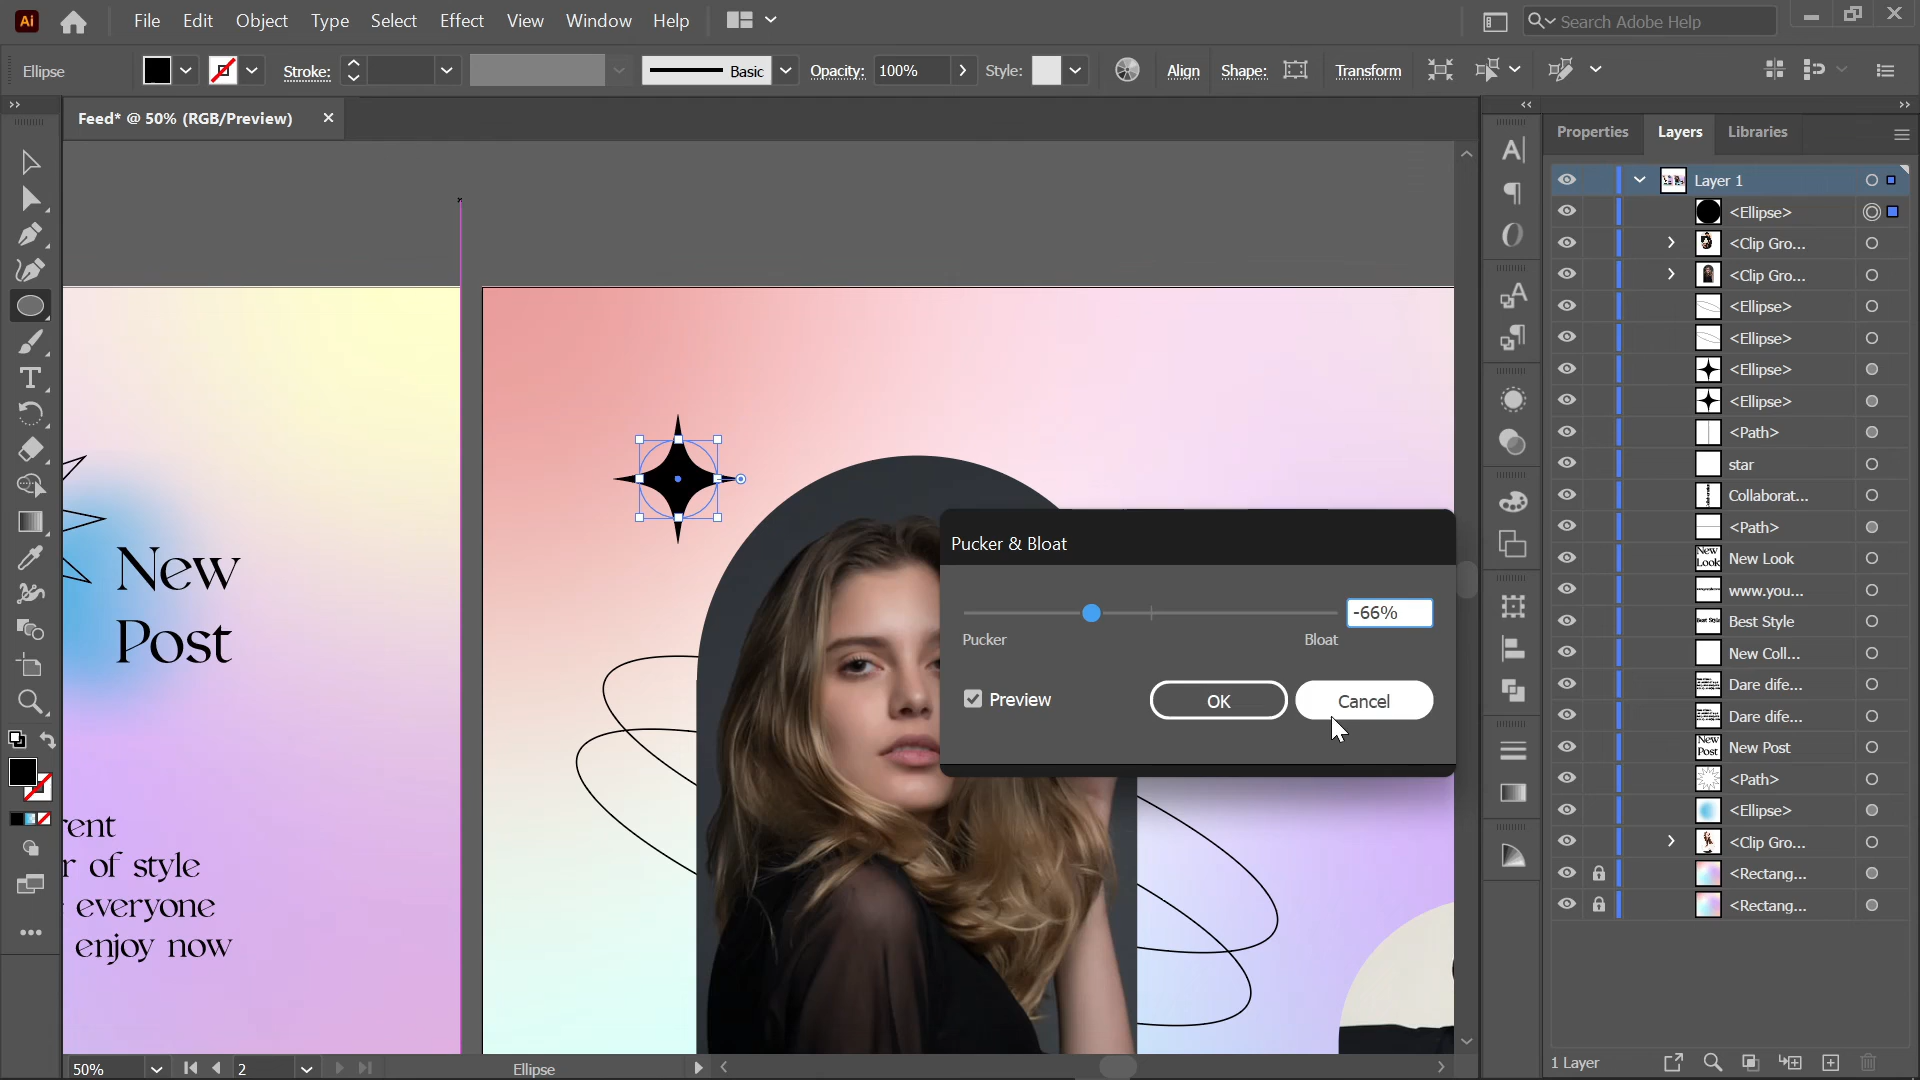 Ai File Edit Object Type Select Effect View Window Help Search Adobe Help
Ellipse Stroke: Basic Opacity: 100% Style: Align Shape: Transform
Feed* @ 50% (RGB/Preview)
Properties Layers Libraries
Layer 1
<Ellipse>
<Clip Gro...
<Clip Gro...
<Ellipse>
<Ellipse>
<Ellipse>
<Ellipse>
<Path>
star
Collaborat...
<Path>
New Look
www.you...
Best Style
New Coll...
Dare dife...
Dare dife...
New Post
<Path>
<Ellipse>
<Clip Gro...
<Rectang...
<Rectang...
1 Layer
New
Post
rent
r of style
everyone
enjoy now
Pucker & Bloat
-66%
Pucker Bloat
Preview OK Cancel
50% 2 Ellipse